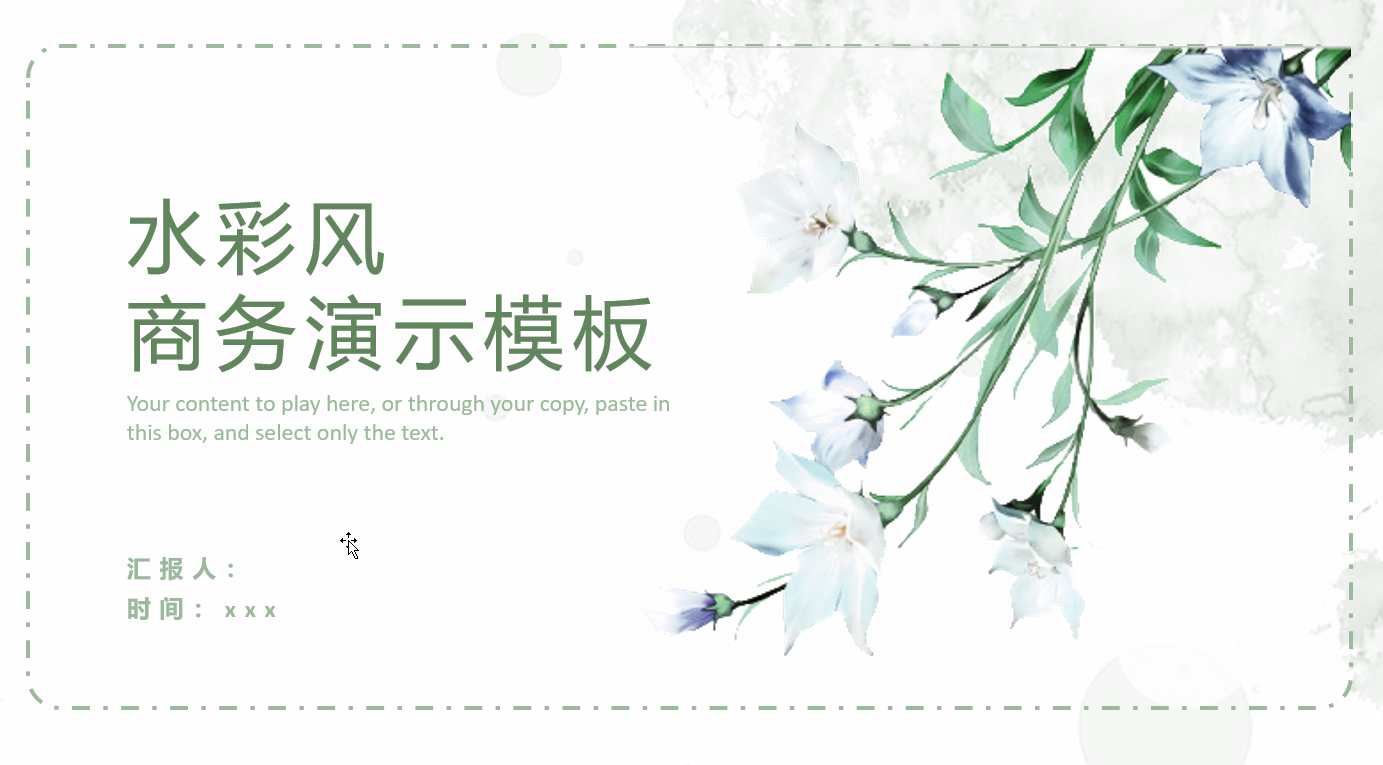 水彩风
商务演示模板
Your content to play here, or through your copy, paste in
this box, and select only the text.
汇报人：
时间：xxx